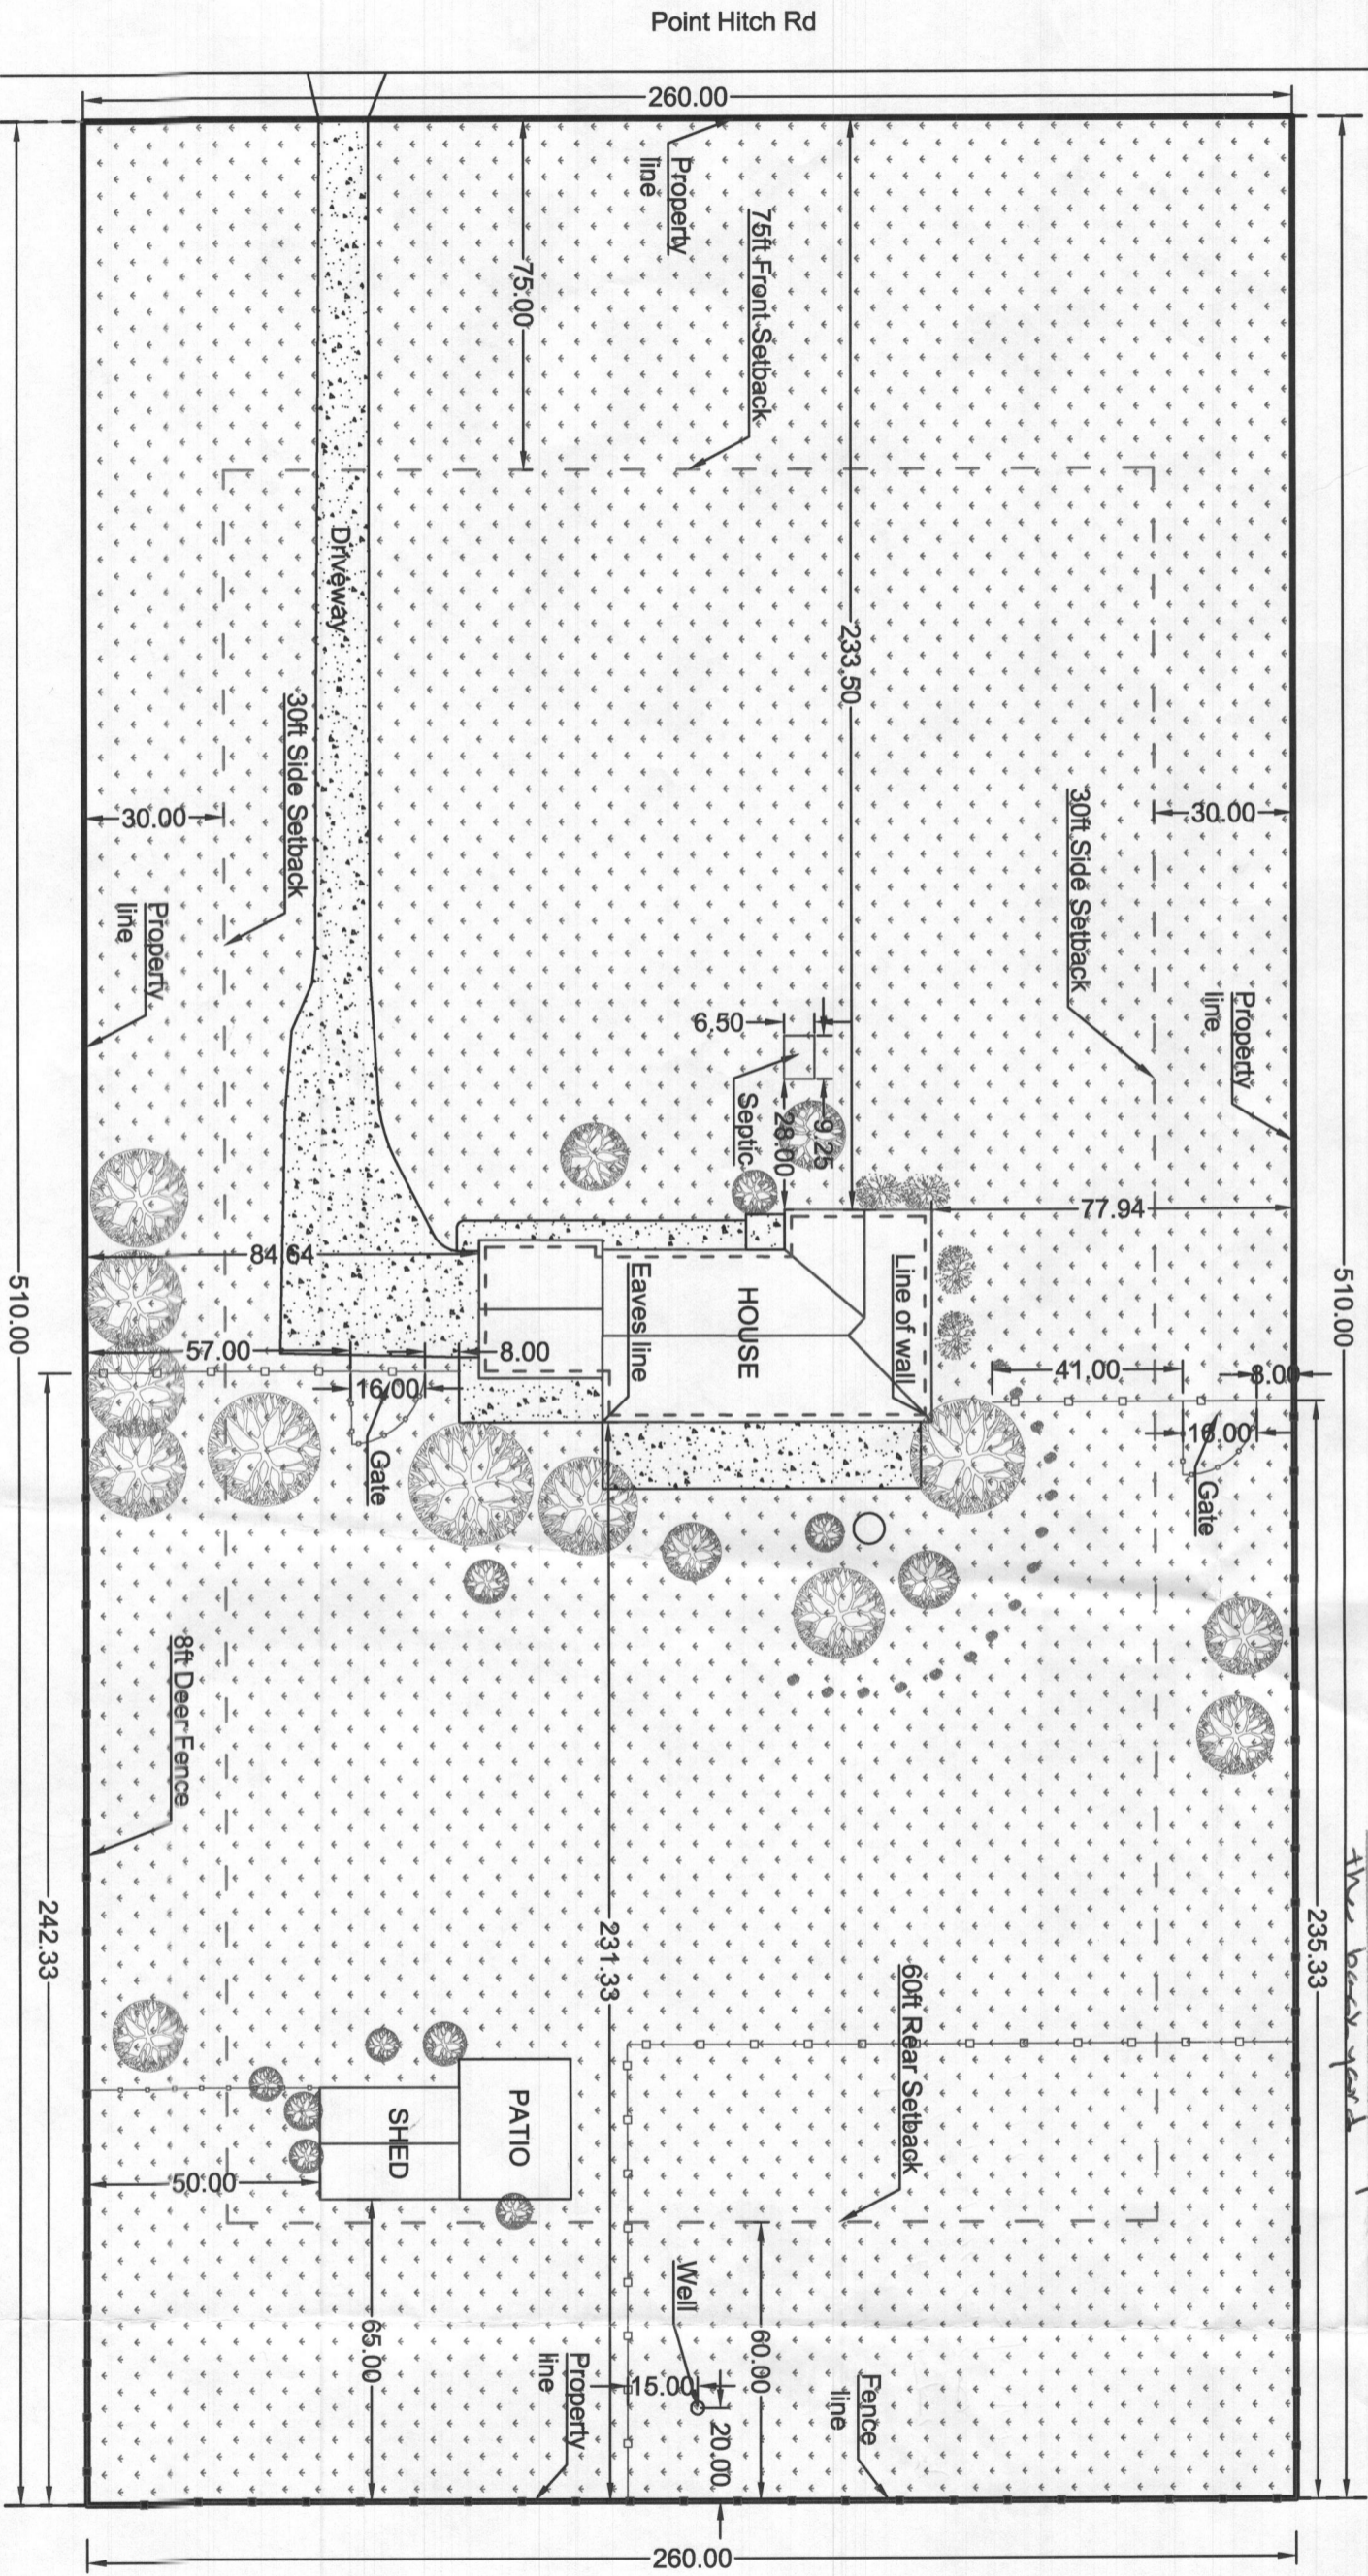 Point Hitch Rd
260.00
Property
line
75ft Front Setback
75.00
233.50
Driveway
510.00
510.00
30ft Side Setback
30.00
Property
line
30ft Side Setback
30.00
Property
line
6.50
Septic
28.00
9.25
77.94
84.64
Eaves line
HOUSE
Line of wall
57.00
8.00
16.00
Gate
41.00
8.00
16.00
Gate
8ft Deer Fence
242.33
231.33
235.33
the back yard
60ft Rear Setback
PATIO
SHED
50.00
65.00
Well
15.00
20.00
60.00
Property
line
Fence
line
260.00